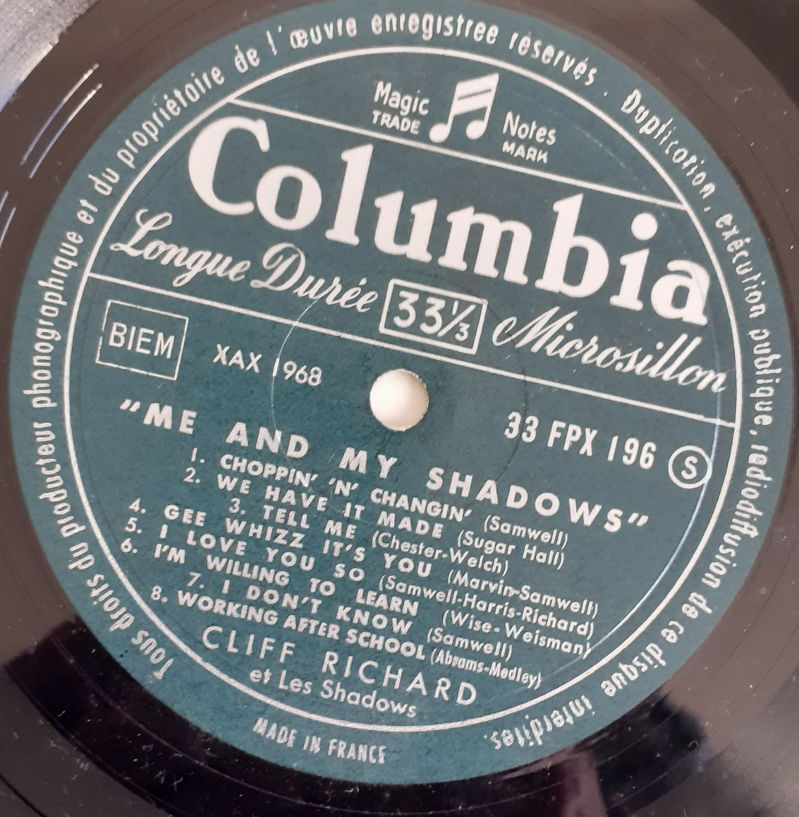 Tous droits du producteur phonographique et du propriétaire de l'œuvre enregistree réservés. Duplication, exécution publique, radiodiffusion de ce disque interdites.
Magic Notes
TRADE MARK
Columbia
Longue Durée 33⅓ Microsillon
BIEM XAX 1968 33 FPX 196 S
"ME AND MY SHADOWS"
1. CHOPPIN' 'N' CHANGIN' (Samwell)
2. WE HAVE IT MADE (Sugar Hall)
3. TELL ME (Chester-Welch)
4. GEE WHIZZ IT'S YOU (Marvin-Samwell)
5. I LOVE YOU SO (Samwell-Harris-Richard)
6. I'M WILLING TO LEARN (Wise-Weisman)
7. I DON'T KNOW (Samwell)
8. WORKING AFTER SCHOOL (Abrams-Medley)
CLIFF RICHARD
et Les Shadows
MADE IN FRANCE